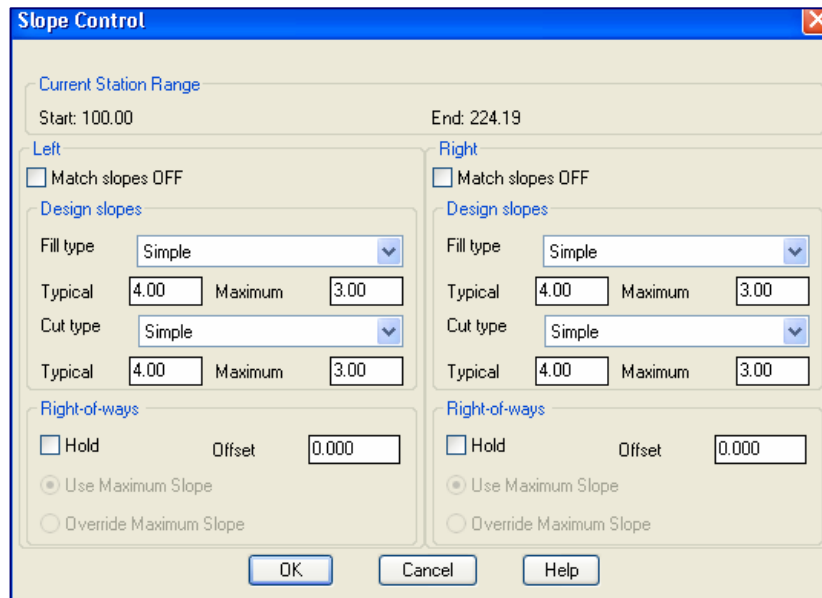 Slope Control
Current Station Range
Start: 100.00 End: 224.19
Left
Match slopes OFF
Design slopes
Fill type Simple
Typical 4.00 Maximum 3.00
Cut type Simple
Typical 4.00 Maximum 3.00
Right-of-ways
Hold Offset 0.000
Use Maximum Slope
Override Maximum Slope
Right
Match slopes OFF
Design slopes
Fill type Simple
Typical 4.00 Maximum 3.00
Cut type Simple
Typical 4.00 Maximum 3.00
Right-of-ways
Hold Offset 0.000
Use Maximum Slope
Override Maximum Slope
OK Cancel Help